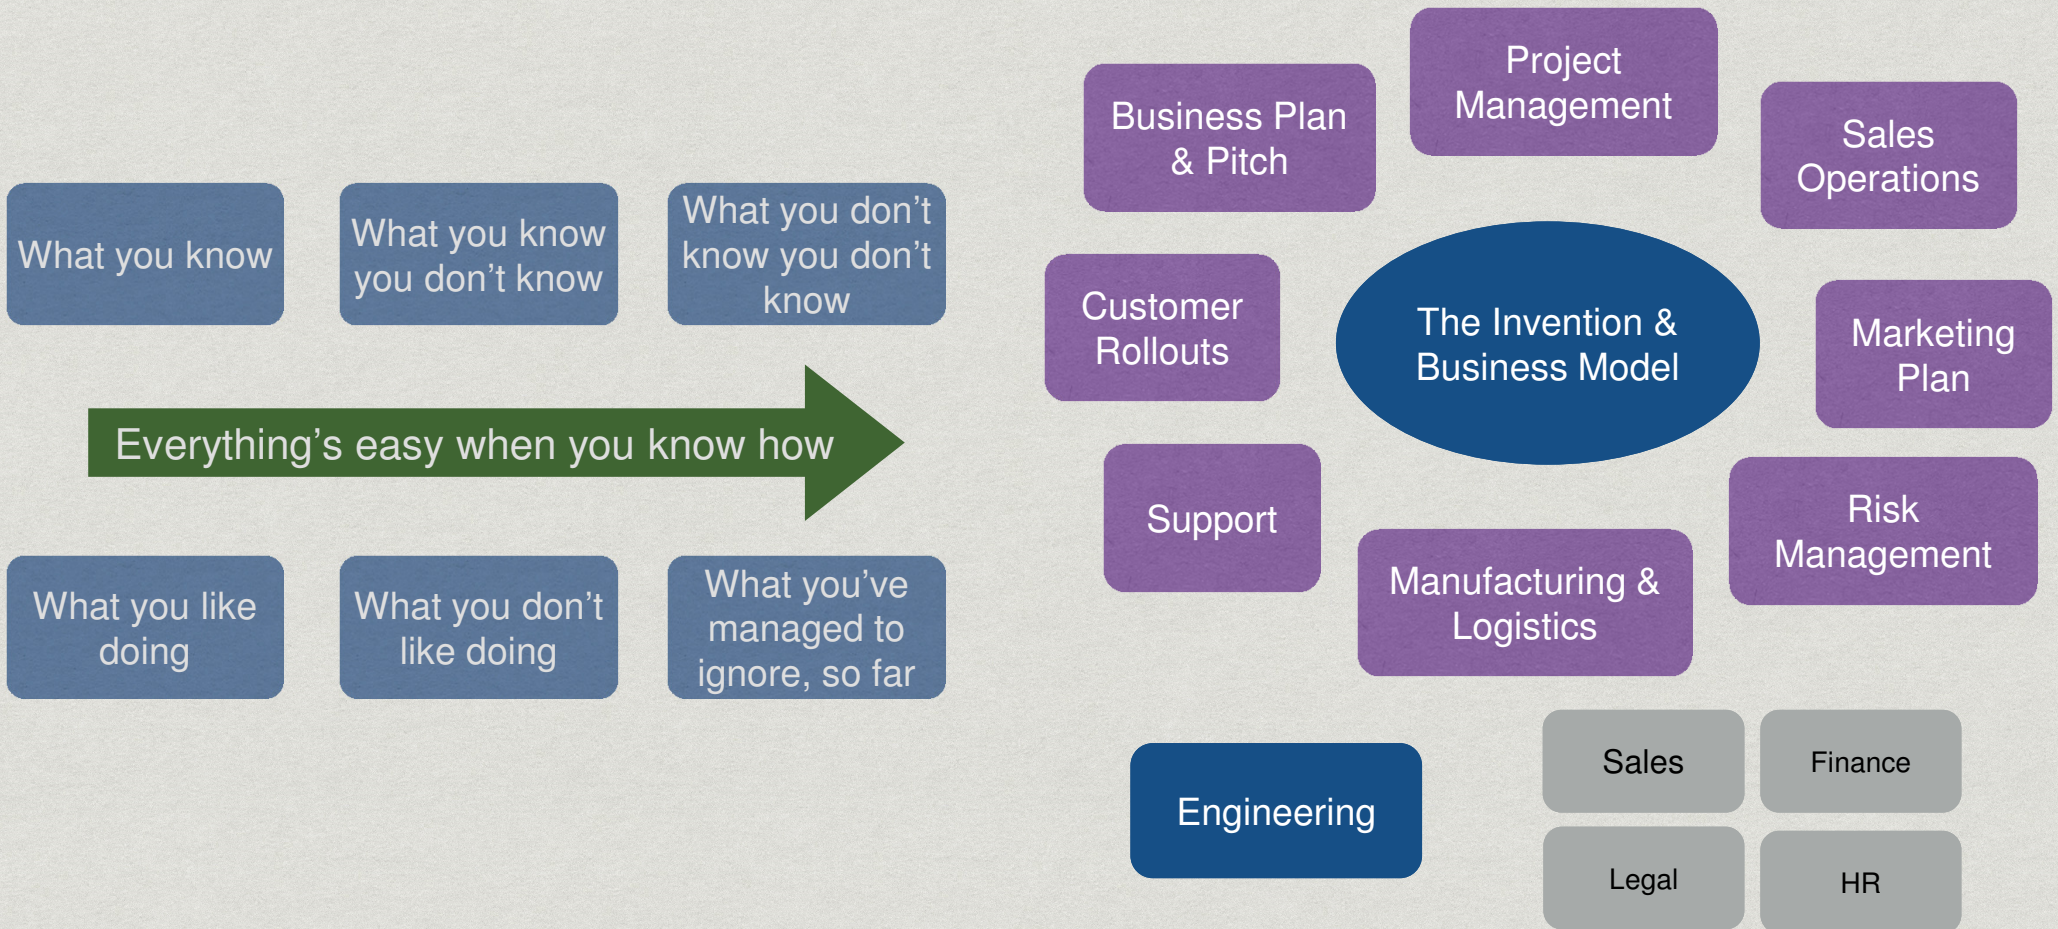 What you know
What you know
you don’t know
What you don’t
know you don’t
know
Everything’s easy when you know how
What you like
doing
What you don’t
like doing
What you’ve
managed to
ignore, so far
Project
Management
Business Plan
& Pitch
Sales
Operations
Customer
Rollouts
The Invention &
Business Model
Marketing
Plan
Support
Risk
Management
Manufacturing &
Logistics
Engineering
Sales
Finance
Legal
HR